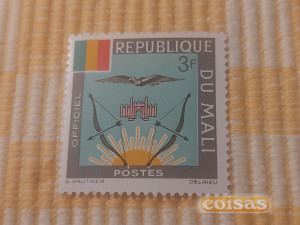 REPUBLIQUE
DU MALI
3F
OFFICIEL
POSTES
G. GAUTHIER
DELRIEU
coisas